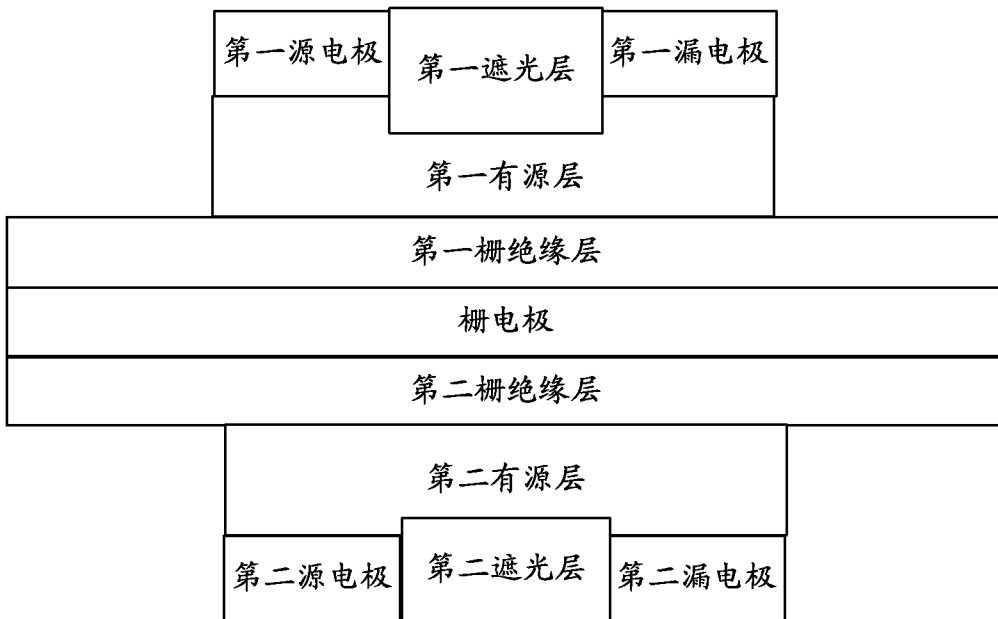 第一源电极
第一遮光层
第一漏电极
第一有源层
第一栅绝缘层
栅电极
第二栅绝缘层
第二有源层
第二源电极
第二遮光层
第二漏电极